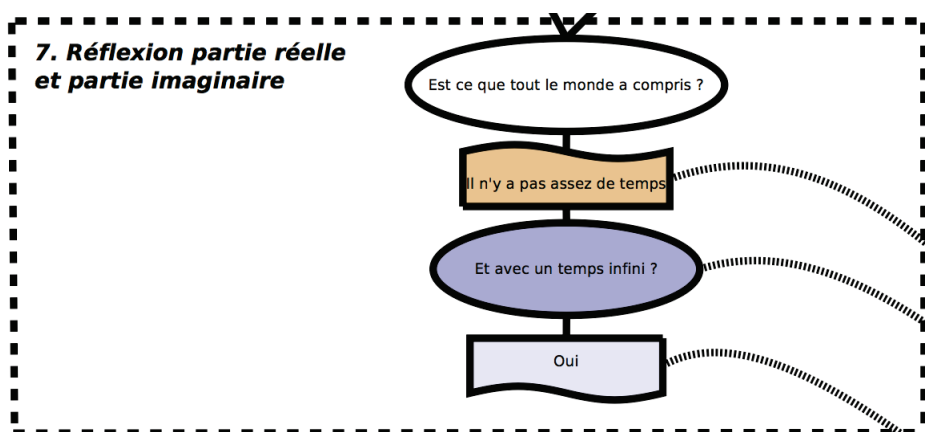 7. Réflexion partie réelle
et partie imaginaire
Est ce que tout le monde a compris ?
Il n'y a pas assez de temps
Et avec un temps infini ?
Oui